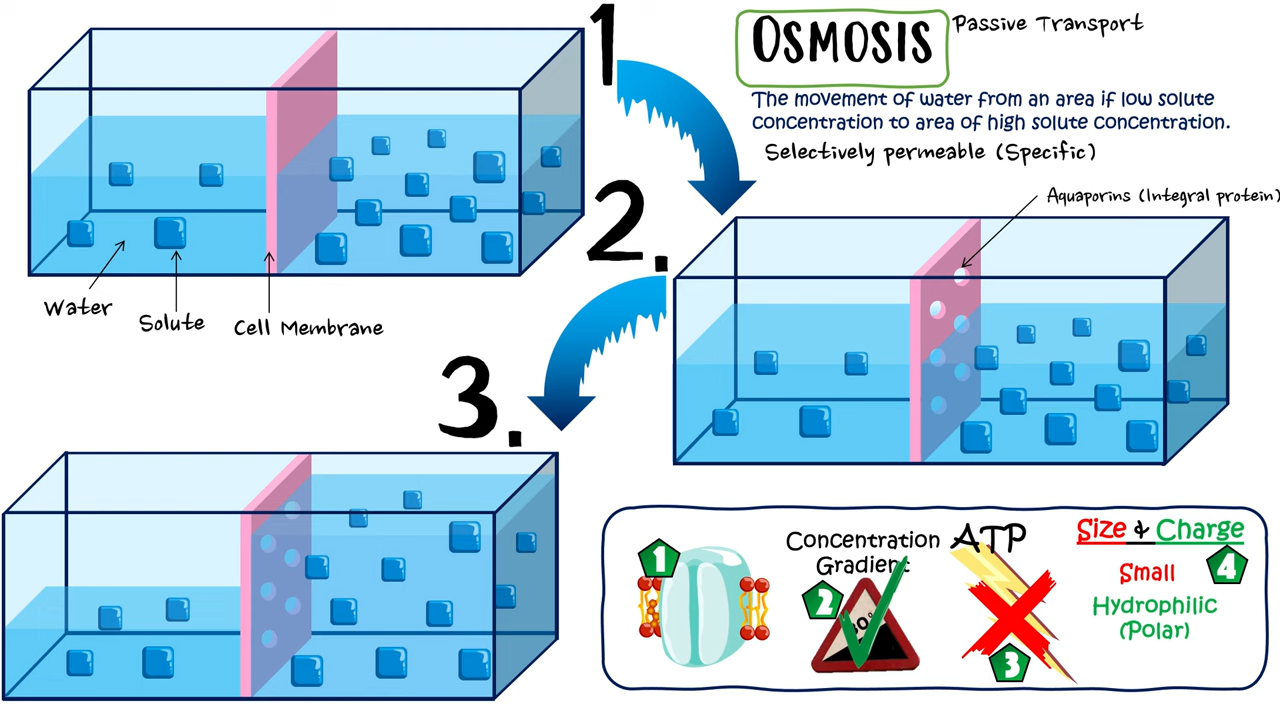 1
OSMOSIS
Passive Transport
The movement of water from an area if low solute
concentration to area of high solute concentration.
Selectively permeable (Specific)
Water
Solute
Cell Membrane
2.
Aquaporins (Integral protein)
3.
1
Concentration
Gradient
2
ATP
3
Size & Charge
4
Small
Hydrophilic
(Polar)